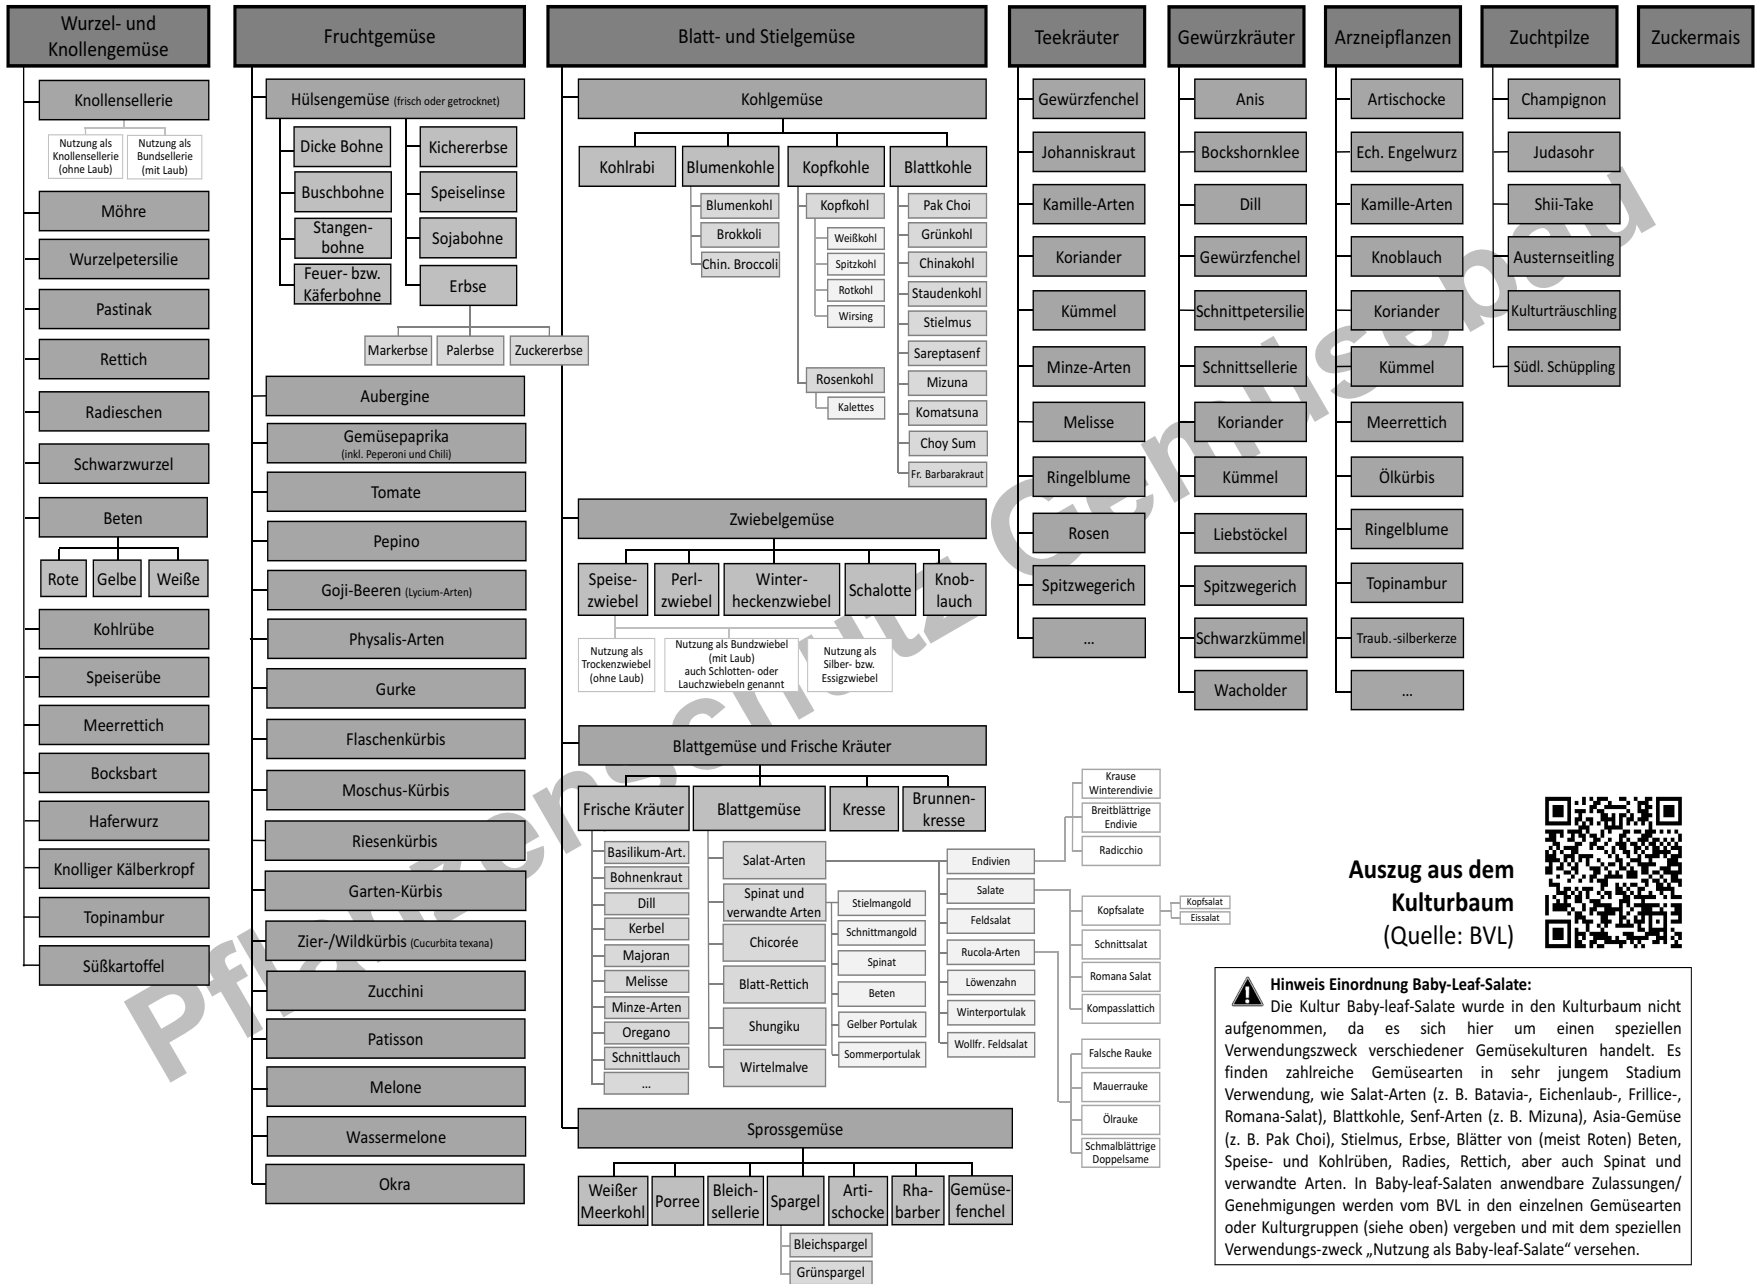 Wurzel- und
Knollengemüse
Knollensellerie
Nutzung als
Knollensellerie
(ohne Laub)
Nutzung als
Bundsellerie
(mit Laub)
Möhre
Wurzelpetersilie
Pastinak
Rettich
Radieschen
Schwarzwurzel
Beten
Rote
Gelbe
Weiße
Kohlrübe
Speiserübe
Meerrettich
Bocksbart
Haferwurz
Knolliger Kälberkropf
Topinambur
Süßkartoffel
Fruchtgemüse
Hülsengemüse (frisch oder getrocknet)
Dicke Bohne
Buschbohne
Stangen-
bohne
Feuer- bzw.
Käferbohne
Kichererbse
Speiselinse
Sojabohne
Erbse
Markerbse
Palerbse
Zuckererbse
Aubergine
Gemüsepaprika
(inkl. Peperoni und Chili)
Tomate
Pepino
Goji-Beeren (Lycium-Arten)
Physalis-Arten
Gurke
Flaschenkürbis
Moschus-Kürbis
Riesenkürbis
Garten-Kürbis
Zier-/Wildkürbis (Cucurbita texana)
Zucchini
Patisson
Melone
Wassermelone
Okra
Blatt- und Stielgemüse
Kohlgemüse
Kohlrabi
Blumenkohle
Blumenkohl
Brokkoli
Chin. Broccoli
Kopfkohle
Kopfkohl
Weißkohl
Spitzkohl
Rotkohl
Wirsing
Rosenkohl
Kalettes
Blattkohle
Pak Choi
Grünkohl
Chinakohl
Staudenkohl
Stielmus
Sareptasenf
Mizuna
Komatsuna
Choy Sum
Fr. Barbarakraut
Zwiebelgemüse
Speise-
zwiebel
Perl-
zwiebel
Winter-
heckenzwiebel
Schalotte
Knob-
lauch
Nutzung als
Trockenzwiebel
(ohne Laub)
Nutzung als Bundzwiebel
(mit Laub)
auch Schlotten- oder
Lauchzwiebeln genannt
Nutzung als
Silber- bzw.
Essigzwiebel
Blattgemüse und Frische Kräuter
Frische Kräuter
Basilikum-Art.
Bohnenkraut
Dill
Kerbel
Majoran
Melisse
Minze-Arten
Oregano
Schnittlauch
...
Blattgemüse
Salat-Arten
Spinat und
verwandte Arten
Chicorée
Blatt-Rettich
Shungiku
Wirtelmalve
Kresse
Brunnen-
kresse
Stielmangold
Schnittmangold
Spinat
Beten
Gelber Portulak
Sommerportulak
Endivien
Salate
Feldsalat
Rucola-Arten
Löwenzahn
Winterportulak
Wollfr. Feldsalat
Krause
Winterendivie
Breitblättrige
Endivie
Radicchio
Kopfsalate
Kopfsalat
Eissalat
Schnittsalat
Romana Salat
Kompasslattich
Falsche Rauke
Mauerrauke
Ölrauke
Schmalblättrige
Doppelsame
Sprossgemüse
Weißer
Meerkohl
Porree
Bleich-
sellerie
Spargel
Bleichspargel
Grünspargel
Arti-
schocke
Rha-
barber
Gemüse-
fenchel
Teekräuter
Gewürzfenchel
Johanniskraut
Kamille-Arten
Koriander
Kümmel
Minze-Arten
Melisse
Ringelblume
Rosen
Spitzwegerich
...
Gewürzkräuter
Anis
Bockshornklee
Dill
Gewürzfenchel
Schnittpetersilie
Schnittsellerie
Koriander
Kümmel
Liebstöckel
Spitzwegerich
Schwarzkümmel
Wacholder
Arzneipflanzen
Artischocke
Ech. Engelwurz
Kamille-Arten
Knoblauch
Koriander
Kümmel
Meerrettich
Ölkürbis
Ringelblume
Topinambur
Traub.-silberkerze
...
Zuchtpilze
Champignon
Judasohr
Shii-Take
Austernseitling
Kulturträuschling
Südl. Schüppling
Zuckermais
Pflanzenschutz Gemüsebau
Auszug aus dem
Kulturbaum
(Quelle: BVL)
Hinweis Einordnung Baby-Leaf-Salate:
Die Kultur Baby-leaf-Salate wurde in den Kulturbaum nicht
aufgenommen, da es sich hier um einen speziellen
Verwendungszweck verschiedener Gemüsekulturen handelt. Es
finden zahlreiche Gemüsearten in sehr jungem Stadium
Verwendung, wie Salat-Arten (z. B. Batavia-, Eichenlaub-, Frillice-,
Romana-Salat), Blattkohle, Senf-Arten (z. B. Mizuna), Asia-Gemüse
(z. B. Pak Choi), Stielmus, Erbse, Blätter von (meist Roten) Beten,
Speise- und Kohlrüben, Radies, Rettich, aber auch Spinat und
verwandte Arten. In Baby-leaf-Salaten anwendbare Zulassungen/
Genehmigungen werden vom BVL in den einzelnen Gemüsearten
oder Kulturgruppen (siehe oben) vergeben und mit dem speziellen
Verwendungs-zweck „Nutzung als Baby-leaf-Salate“ versehen.